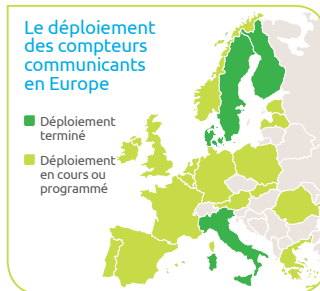 Le déploiement
des compteurs
communicants
en Europe
Déploiement
terminé
Déploiement
en cours ou
programmé